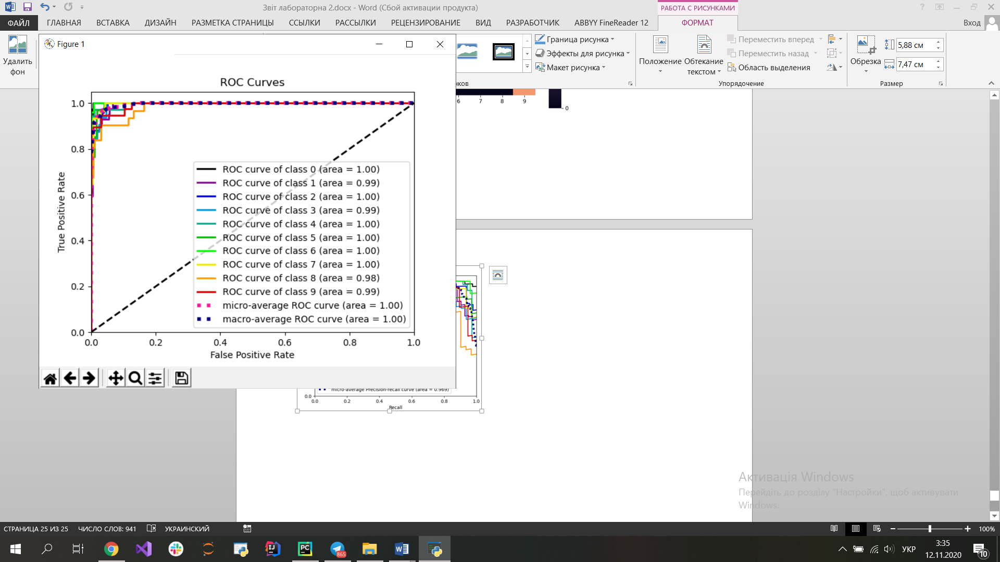 Звіт лабораторна 2.docx - Word (Сбой активации продукта)
РАБОТА С РИСУНКАМИ
ФАЙЛ
ГЛАВНАЯ
ВСТАВКА
ДИЗАЙН
РАЗМЕТКА СТРАНИЦЫ
ССЫЛКИ
РАССЫЛКИ
РЕЦЕНЗИРОВАНИЕ
ВИД
РАЗРАБОТЧИК
ABBYY FineReader 12
ФОРМАТ
Вход
Удалить
фон
Граница рисунка
Эффекты для рисунка
Макет рисунка
нков
Положение
Обтекание
текстом
Переместить вперед
Переместить назад
Область выделения
Упорядочение
Обрезка
5,88 см
7,47 см
Размер
Figure 1
ROC Curves
1.0
0.8
0.6
0.4
0.2
0.0
True Positive Rate
ROC curve of class 0 (area = 1.00)
ROC curve of class 1 (area = 0.99)
ROC curve of class 2 (area = 1.00)
ROC curve of class 3 (area = 0.99)
ROC curve of class 4 (area = 1.00)
ROC curve of class 5 (area = 1.00)
ROC curve of class 6 (area = 1.00)
ROC curve of class 7 (area = 1.00)
ROC curve of class 8 (area = 0.98)
ROC curve of class 9 (area = 0.99)
micro-average ROC curve (area = 1.00)
macro-average ROC curve (area = 1.00)
0.0 0.2 0.4 0.6 0.8 1.0
False Positive Rate
6 7 8 9
0
micro-average Precision-recall curve (area = 0.969)
0.0
0.0 0.2 0.4 0.6 0.8 1.0
Recall
Активація Windows
Перейдіть до розділу "Настройки", щоб активувати
Windows.
СТРАНИЦА 25 ИЗ 25
ЧИСЛО СЛОВ: 941
УКРАИНСКИЙ
100%
PC
865
УКР
3:35
12.11.2020
10